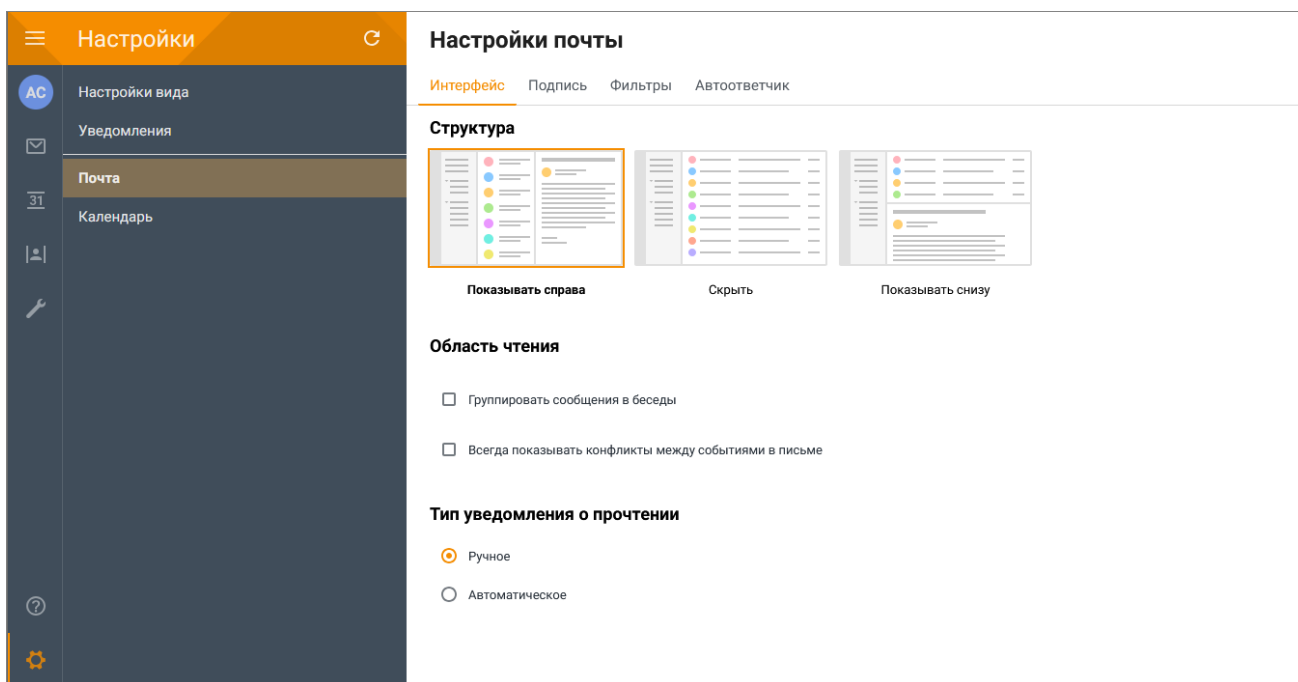 Настройки
Настройки почты
АС
Настройки вида
Уведомления
Почта
31
Календарь
Интерфейс Подпись Фильтры Автоответчик
Структура
Показывать справа Скрыть Показывать снизу
Область чтения
Группировать сообщения в беседы
Всегда показывать конфликты между событиями в письме
Тип уведомления о прочтении
Ручное
Автоматическое